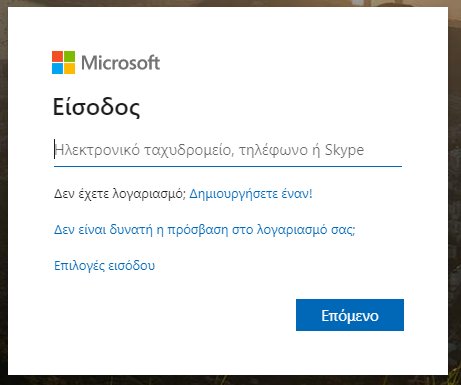 Microsoft
Είσοδος
Ηλεκτρονικό ταχυδρομείο, τηλέφωνο ή Skype
Δεν έχετε λογαριασμό; Δημιουργήσετε έναν!
Δεν είναι δυνατή η πρόσβαση στο λογαριασμό σας;
Επιλογές εισόδου
Επόμενο